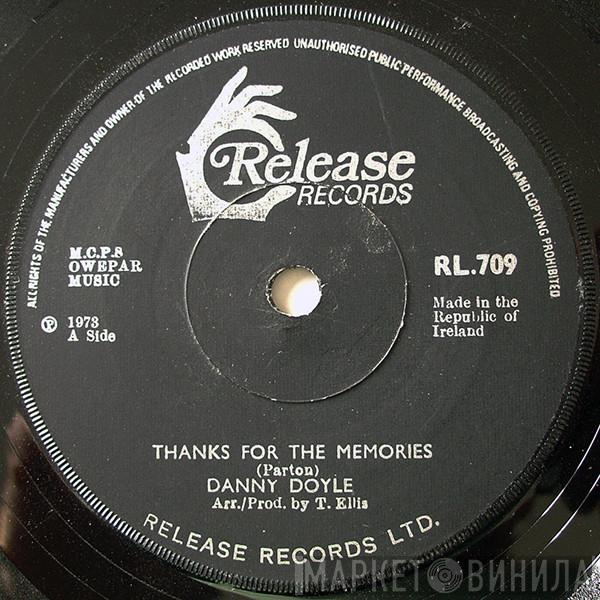 ALL RIGHTS OF THE MANUFACTURERS AND OWNER OF THE RECORDED WORK RESERVED UNAUTHORISED PUBLIC PERFORMANCE BROADCASTING AND COPYING PROHIBITED
Release
RECORDS
M.C.P.S
OWEPAR
MUSIC
℗ 1973
A Side
RL.709
Made in the
Republic of
Ireland
THANKS FOR THE MEMORIES
(Parton)
DANNY DOYLE
Arr./Prod. by T. Ellis
RELEASE RECORDS LTD.
МАРКЕТ ВИНИЛА